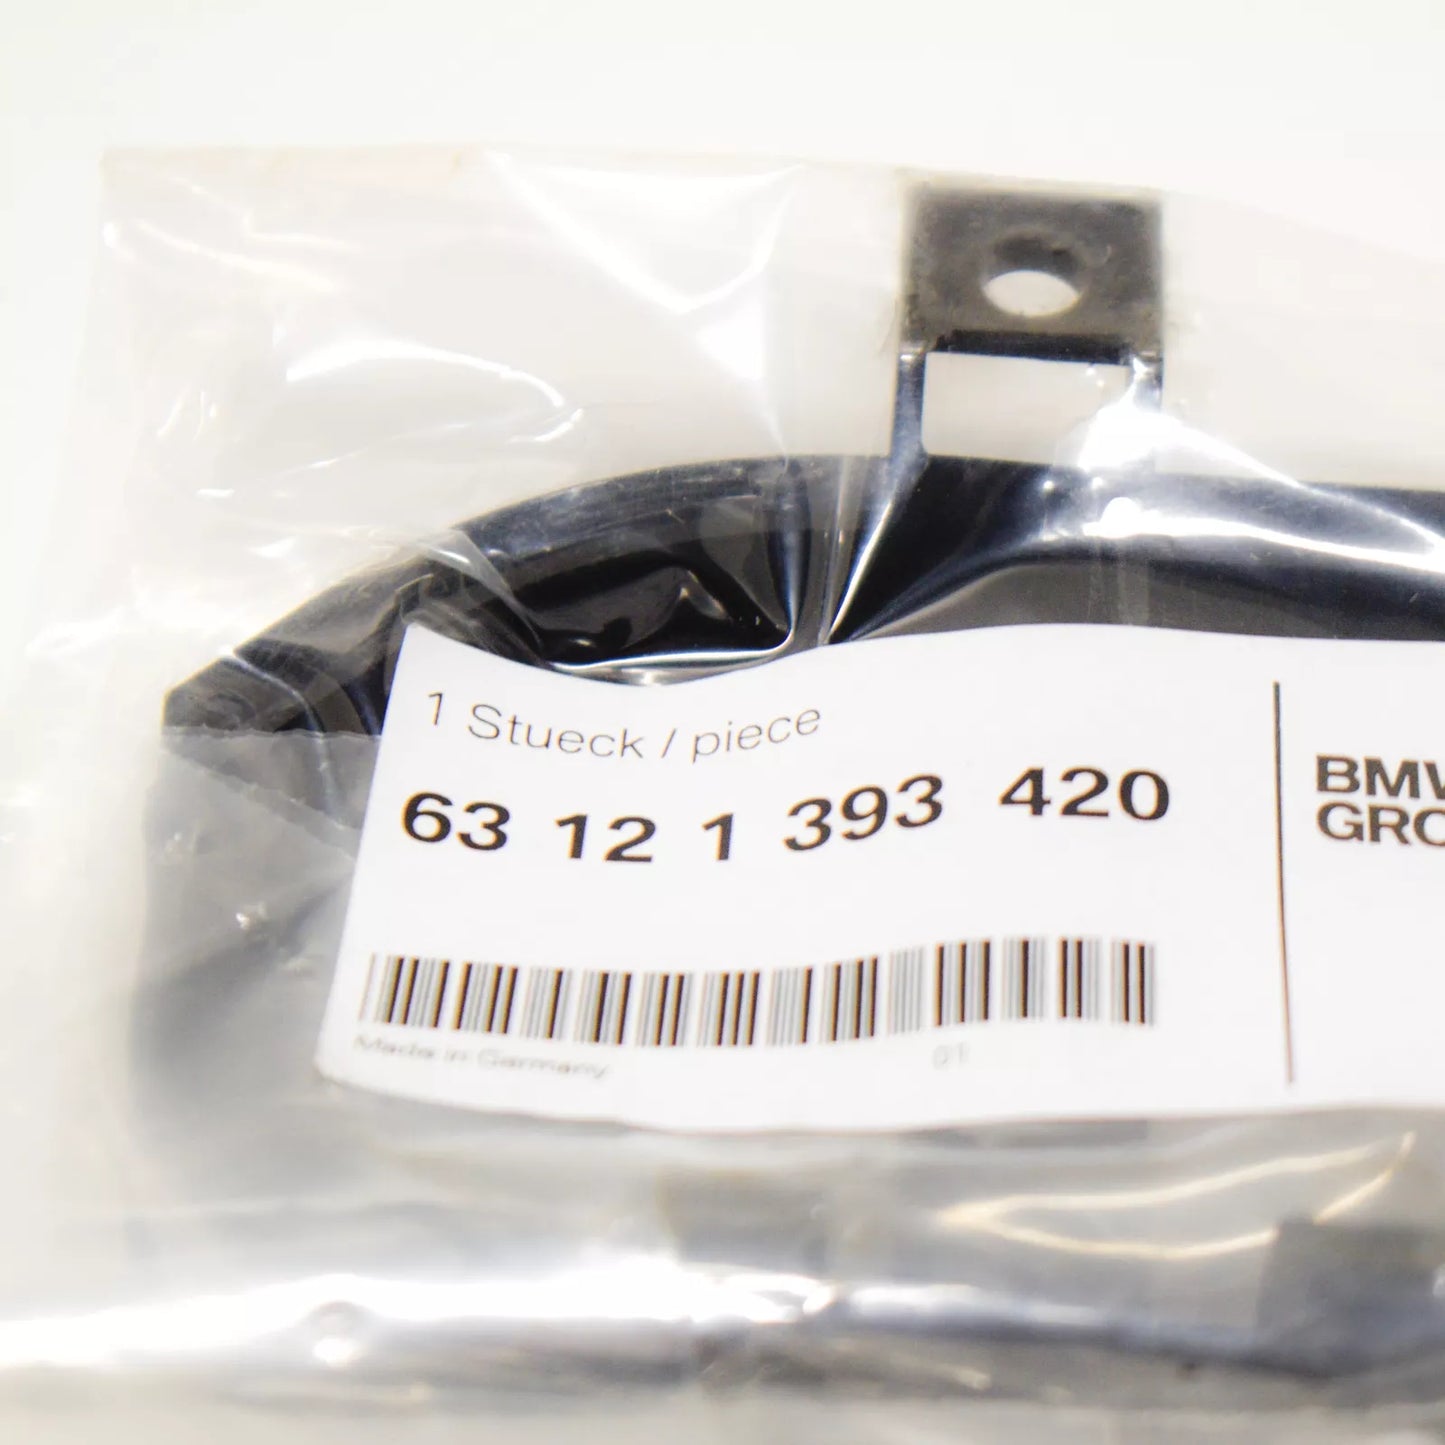 1 Stueck / piece
63 12 1 393 420
BMW
GRO
Made in Germany
01